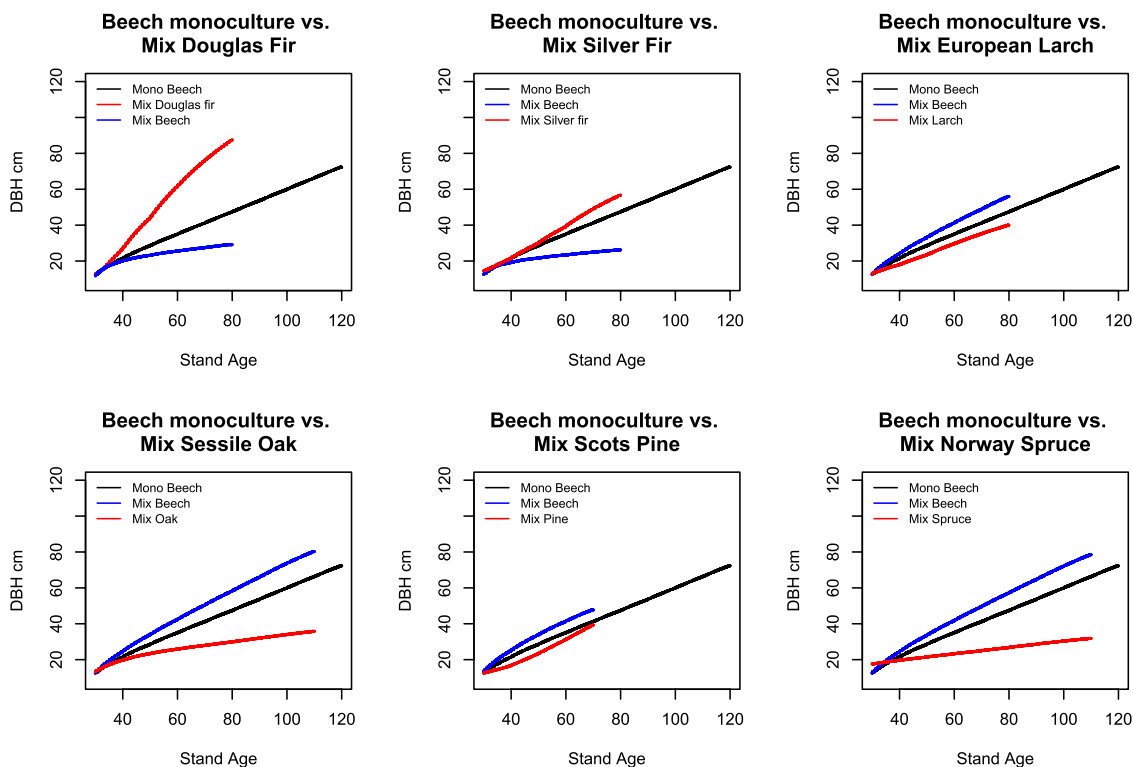 Beech monoculture vs.
Mix Douglas Fir
120
80
60
40
20
DBH cm
Mono Beech
Mix Douglas fir
Mix Beech
40 60 80 100 120
Stand Age
Beech monoculture vs.
Mix Silver Fir
120
80
60
40
20
DBH cm
Mono Beech
Mix Beech
Mix Silver fir
40 60 80 100 120
Stand Age
Beech monoculture vs.
Mix European Larch
120
80
60
40
20
DBH cm
Mono Beech
Mix Beech
Mix Larch
40 60 80 100 120
Stand Age
Beech monoculture vs.
Mix Sessile Oak
120
80
60
40
20
DBH cm
Mono Beech
Mix Beech
Mix Oak
40 60 80 100 120
Stand Age
Beech monoculture vs.
Mix Scots Pine
120
80
60
40
20
DBH cm
Mono Beech
Mix Beech
Mix Pine
40 60 80 100 120
Stand Age
Beech monoculture vs.
Mix Norway Spruce
120
80
60
40
20
DBH cm
Mono Beech
Mix Beech
Mix Spruce
40 60 80 100 120
Stand Age